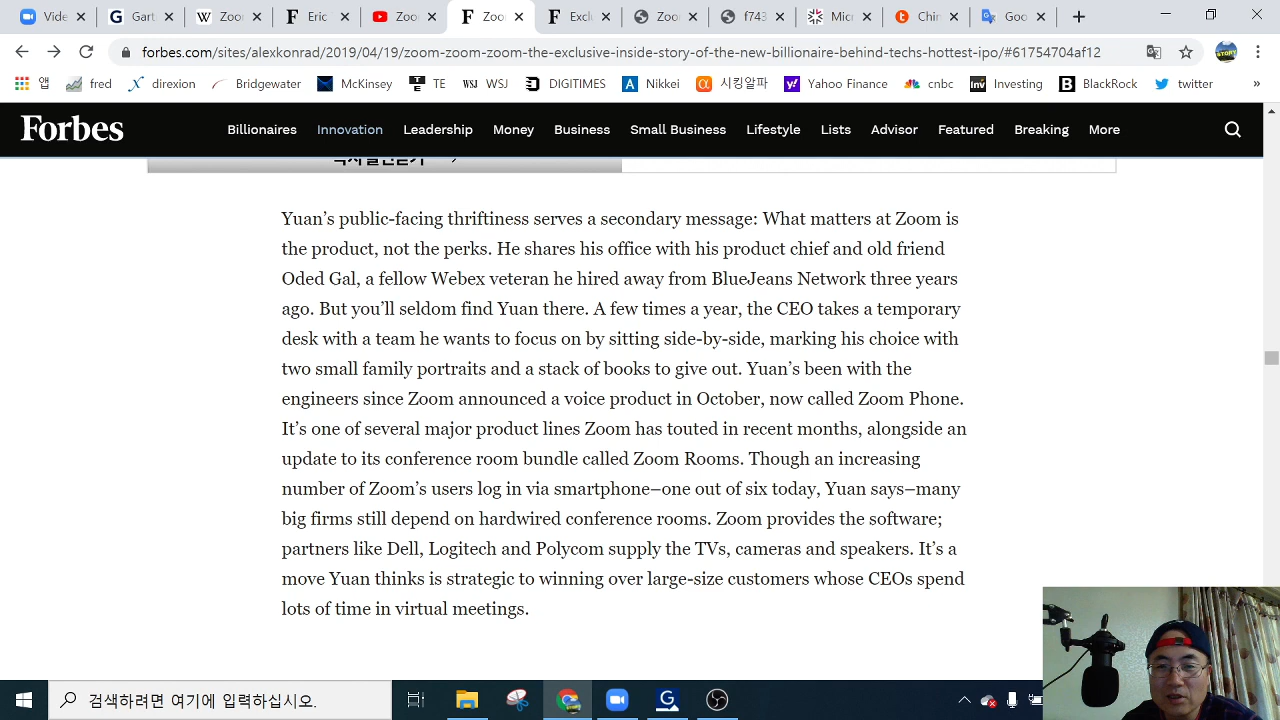 Vide
Gart
Zoo
Eric
Zoo
Zoo
Exclu
Zoo
f743
Micr
Chir
Goo
forbes.com/sites/alexkonrad/2019/04/19/zoom-zoom-zoom-the-exclusive-inside-story-of-the-new-billionaire-behind-techs-hottest-ipo/#61754704af12
앱 fred direxion Bridgewater McKinsey TE WSJ DIGITIMES Nikkei 시킹알파 Yahoo Finance cnbc Investing BlackRock twitter »
Forbes Billionaires Innovation Leadership Money Business Small Business Lifestyle Lists Advisor Featured Breaking More
Yuan’s public-facing thriftiness serves a secondary message: What matters at Zoom is
the product, not the perks. He shares his office with his product chief and old friend
Oded Gal, a fellow Webex veteran he hired away from BlueJeans Network three years
ago. But you’ll seldom find Yuan there. A few times a year, the CEO takes a temporary
desk with a team he wants to focus on by sitting side-by-side, marking his choice with
two small family portraits and a stack of books to give out. Yuan’s been with the
engineers since Zoom announced a voice product in October, now called Zoom Phone.
It’s one of several major product lines Zoom has touted in recent months, alongside an
update to its conference room bundle called Zoom Rooms. Though an increasing
number of Zoom’s users log in via smartphone–one out of six today, Yuan says–many
big firms still depend on hardwired conference rooms. Zoom provides the software;
partners like Dell, Logitech and Polycom supply the TVs, cameras and speakers. It’s a
move Yuan thinks is strategic to winning over large-size customers whose CEOs spend
lots of time in virtual meetings.
검색하려면 여기에 입력하십시오.